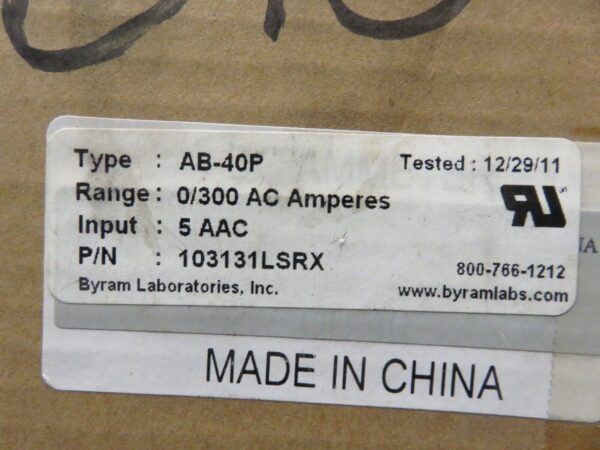 Type : AB-40P
Tested : 12/29/11
Range : 0/300 AC Amperes
Input : 5 AAC
P/N : 103131LSRX
800-766-1212
Byram Laboratories, Inc.
www.byramlabs.com
MADE IN CHINA